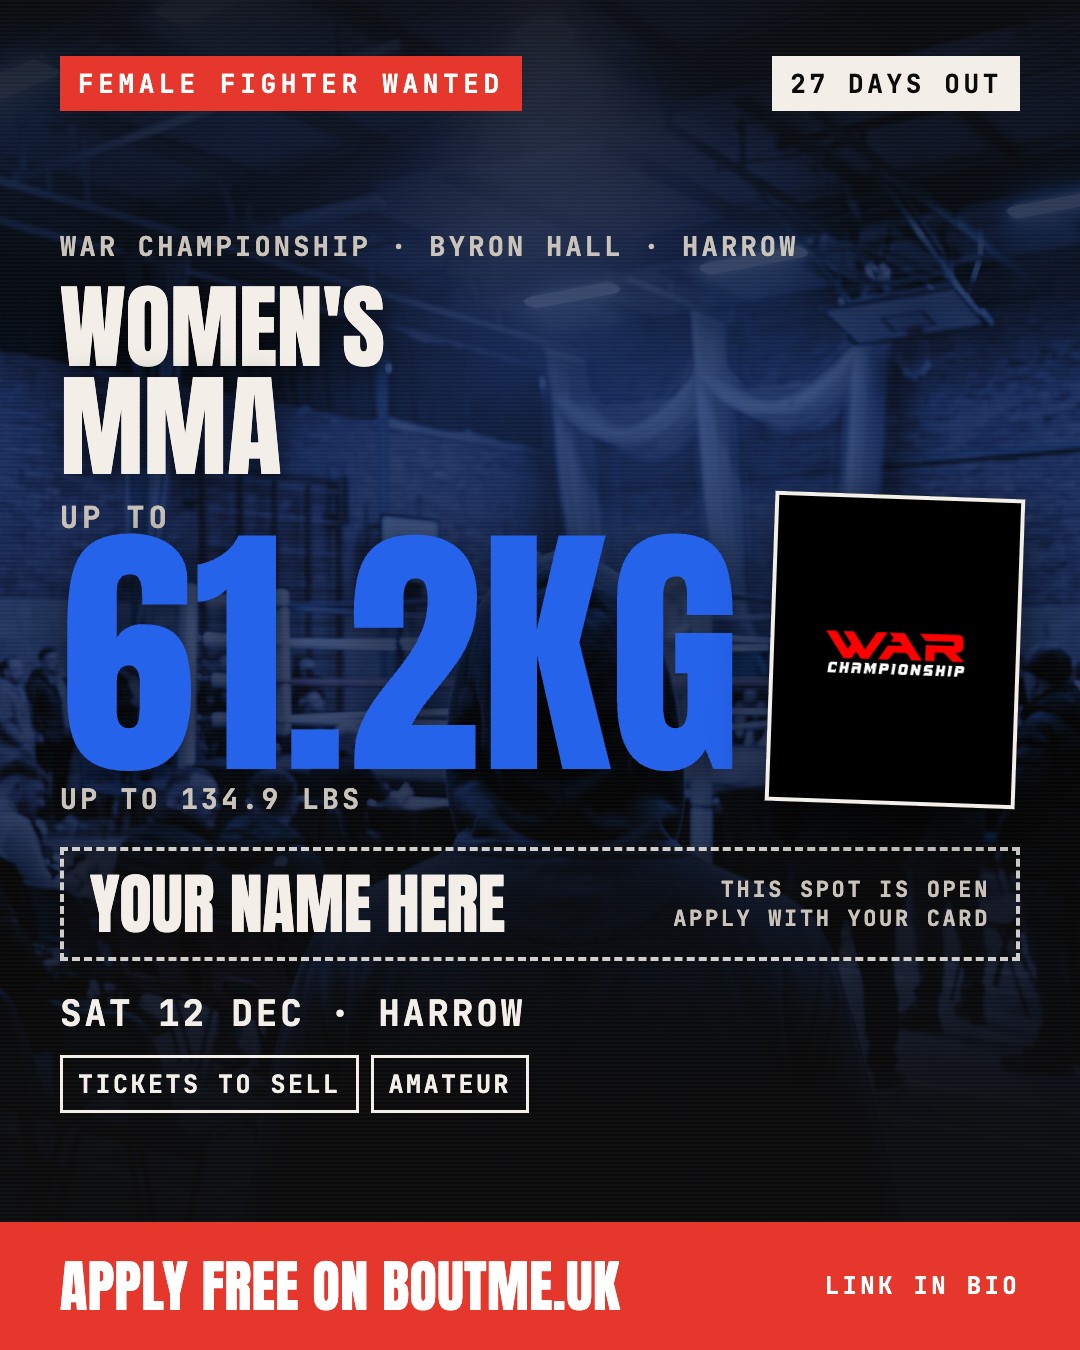 FEMALE FIGHTER WANTED
27 DAYS OUT
WAR CHAMPIONSHIP · BYRON HALL · HARROW
WOMEN'S
MMA
UP TO
61.2KG
WAR
CHAMPIONSHIP
UP TO 134.9 LBS
YOUR NAME HERE
THIS SPOT IS OPEN
APPLY WITH YOUR CARD
SAT 12 DEC · HARROW
TICKETS TO SELL
AMATEUR
APPLY FREE ON BOUTME.UK
LINK IN BIO